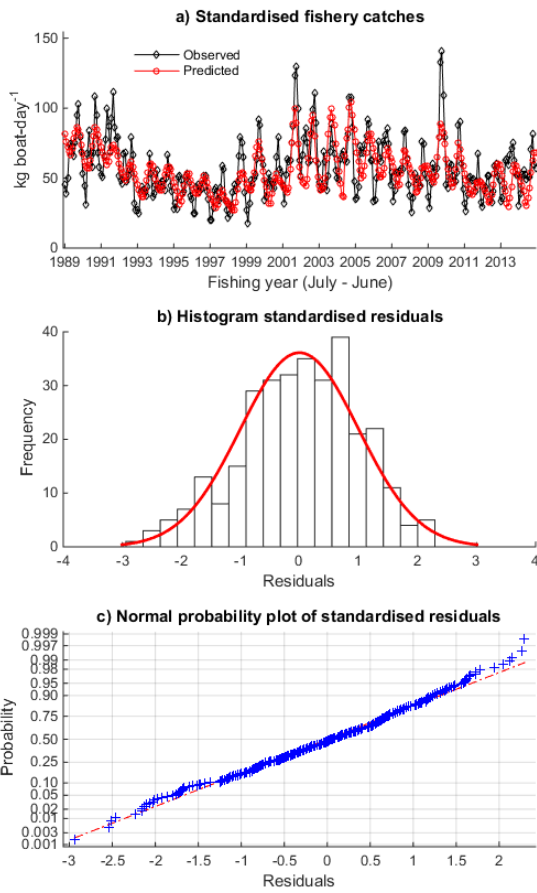 a) Standardised fishery catches
150
100
50
0
kg boat-day-1
Observed
Predicted
1989 1991 1993 1995 1997 1999 2001 2003 2005 2007 2009 2011 2013
Fishing year (July - June)
b) Histogram standardised residuals
40
30
20
10
0
Frequency
-4 -3 -2 -1 0 1 2 3 4
Residuals
c) Normal probability plot of standardised residuals
0.999
0.997
0.99
0.98
0.95
0.90
0.75
0.50
0.25
0.10
0.05
0.02
0.01
0.003
0.001
Probability
-3 -2.5 -2 -1.5 -1 -0.5 0 0.5 1 1.5 2
Residuals